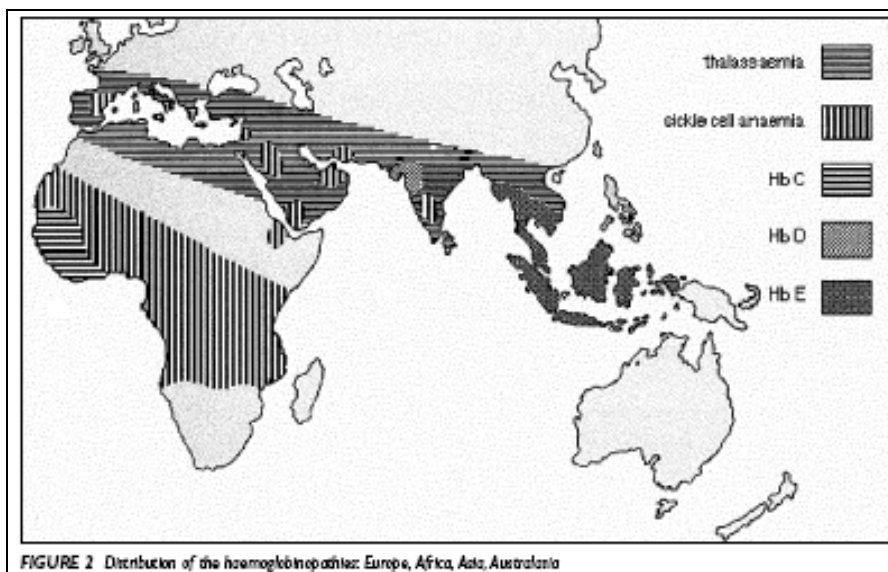 thalassaemia
sickle cell anaemia
Hb C
Hb D
Hb E
FIGURE 2 Distribution of the haemoglobinopathies: Europe, Africa, Asia, Australasia